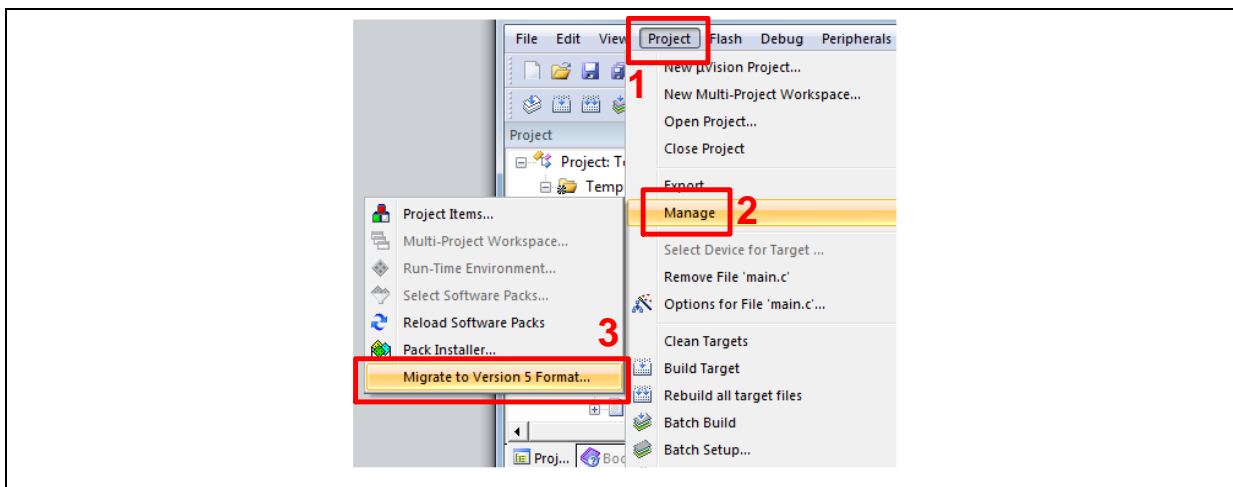 File Edit View Project Flash Debug Peripherals
1
New µVision Project...
New Multi-Project Workspace...
Open Project...
Close Project
Export
Manage
2
Select Device for Target ...
Remove File 'main.c'
Options for File 'main.c'...
Clean Targets
Build Target
Rebuild all target files
Batch Build
Batch Setup...
Project
Project: T
Temp
Project Items...
Multi-Project Workspace...
Run-Time Environment...
Select Software Packs...
Reload Software Packs
Pack Installer...
3
Migrate to Version 5 Format...
Proj...
Boo